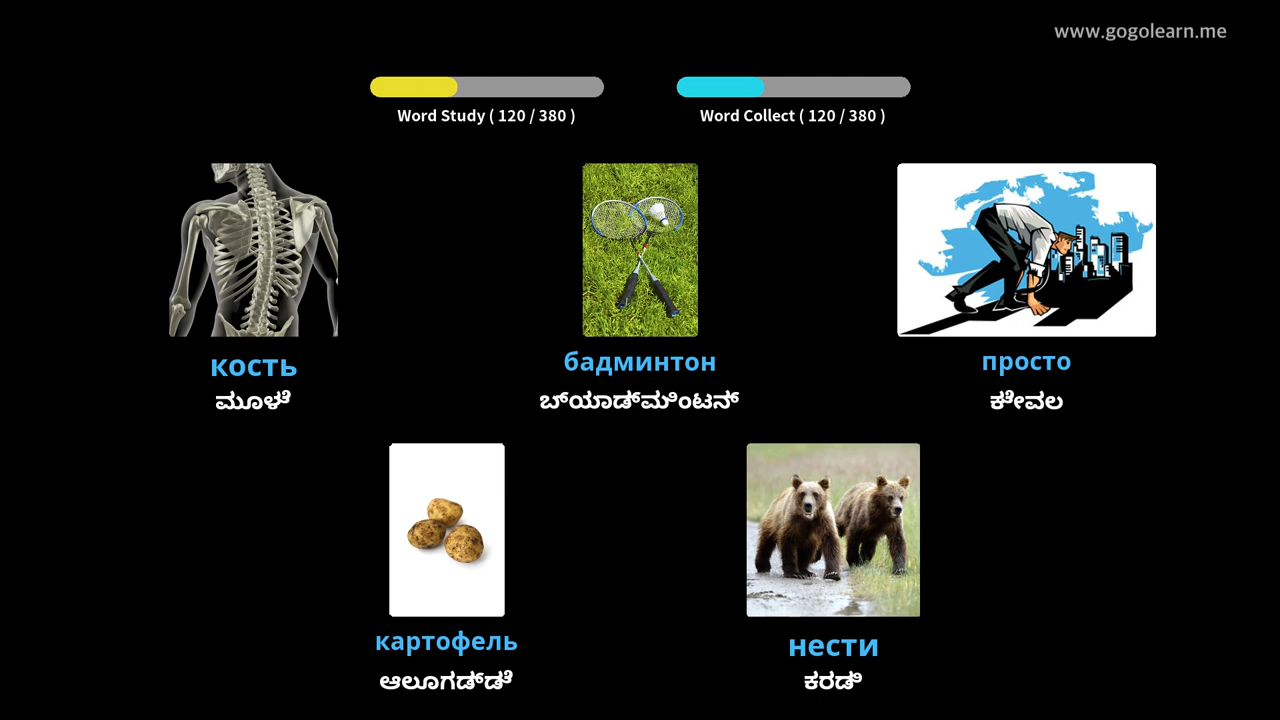 www.gogolearn.me
Word Study ( 120 / 380 )
Word Collect ( 120 / 380 )
кость
ಮೂಳೆ
бадминтон
ಬ್ಯಾಡ್ಮಿಂಟನ್
просто
ಕೇವಲ
картофель
ಆಲೂಗಡ್ಡೆ
нести
ಕರಡಿ